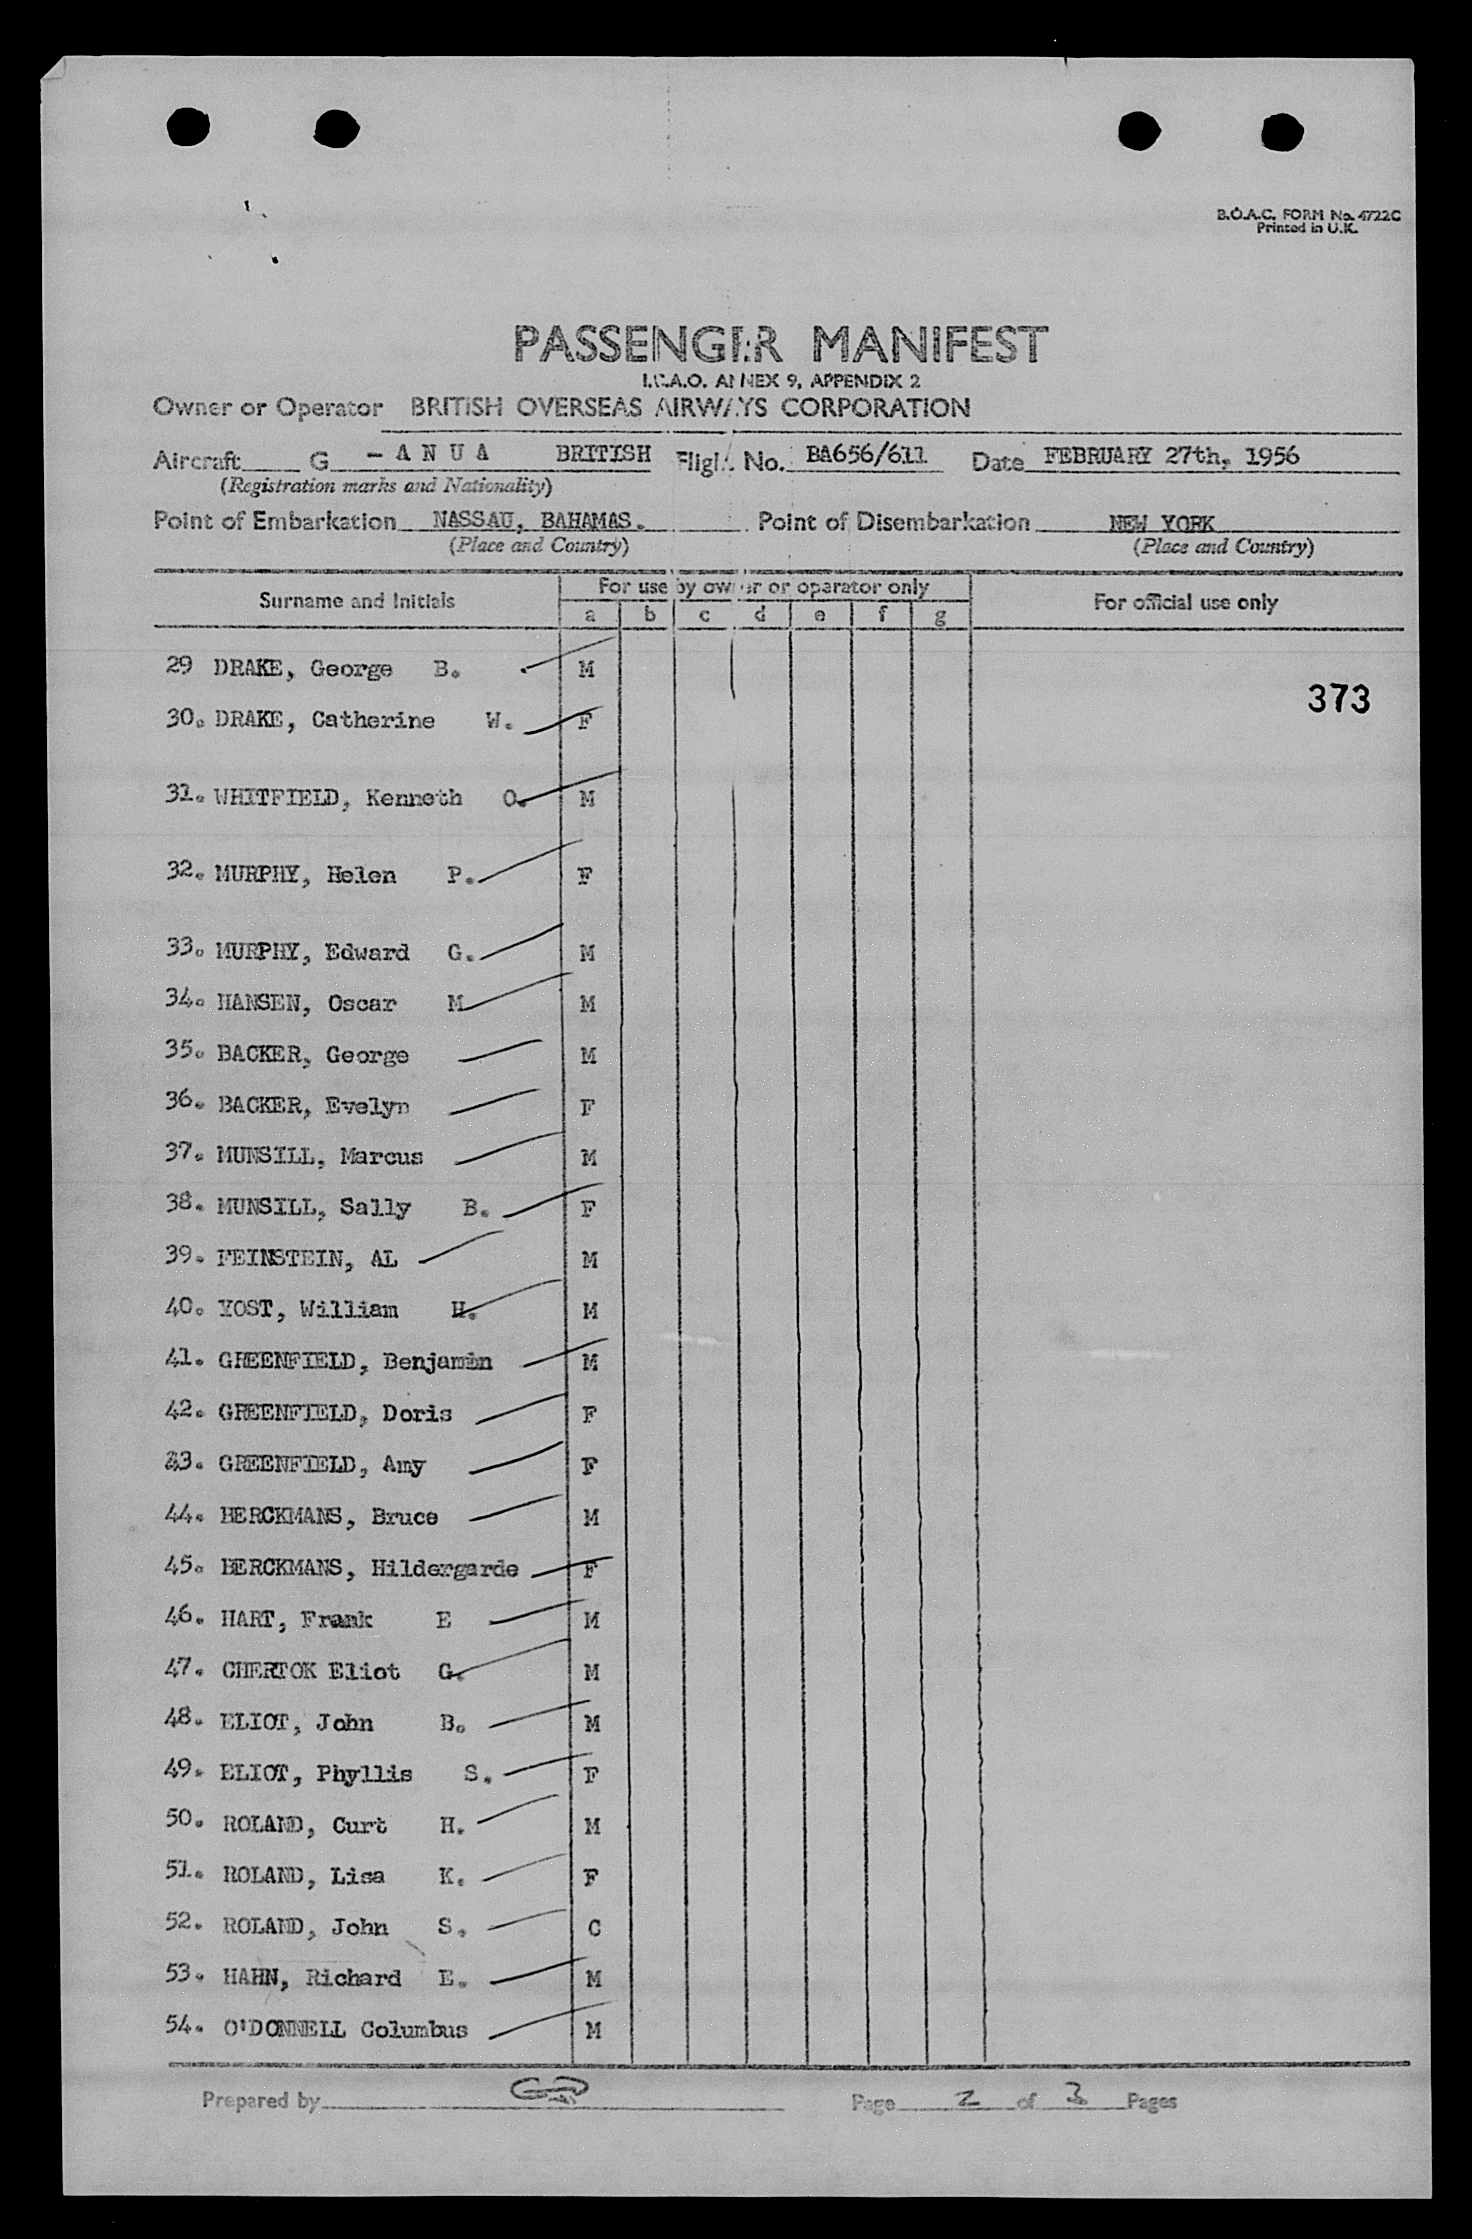 B.O.A.C. FORM No. 4722C
Printed in U.K.
PASSENGER MANIFEST
I.C.A.O. ANNEX 9, APPENDIX 2
Owner or Operator BRITISH OVERSEAS AIRWAYS CORPORATION
Aircraft G - A N U A BRITISH Flight No. BA656/611 Date FEBRUARY 27th, 1956
(Registration marks and Nationality)
Point of Embarkation NASSAU, BAHAMAS. Point of Disembarkation NEW YORK
(Place and Country) (Place and Country)
Surname and Initials For use by owner or operator only For official use only
a b c d e f g
29 DRAKE, George B. M
373
30. DRAKE, Catherine W. F
31. WHITFIELD, Kenneth O. M
32. MURPHY, Helen P. F
33. MURPHY, Edward G. M
34. HANSEN, Oscar M M
35. BACKER, George M
36. BACKER, Evelyn F
37. MUNSILL, Marcus M
38. MUNSILL, Sally B. F
39. FEINSTEIN, AL M
40. YOST, William H. M
41. GREENFIELD, Benjamin M
42. GREENFIELD, Doris F
43. GREENFIELD, Amy F
44. BERCKMANS, Bruce M
45. BERCKMANS, Hildergarde F
46. HART, Frank E M
47. CHERTOK Eliot G. M
48. ELIOT, John B. M
49. ELIOT, Phyllis S. F
50. ROLAND, Curt H. M
51. ROLAND, Lisa K. F
52. ROLAND, John S. C
53. HAHN, Richard E. M
54. O'DONNELL Columbus M
Prepared by Page 2 of 3 Pages